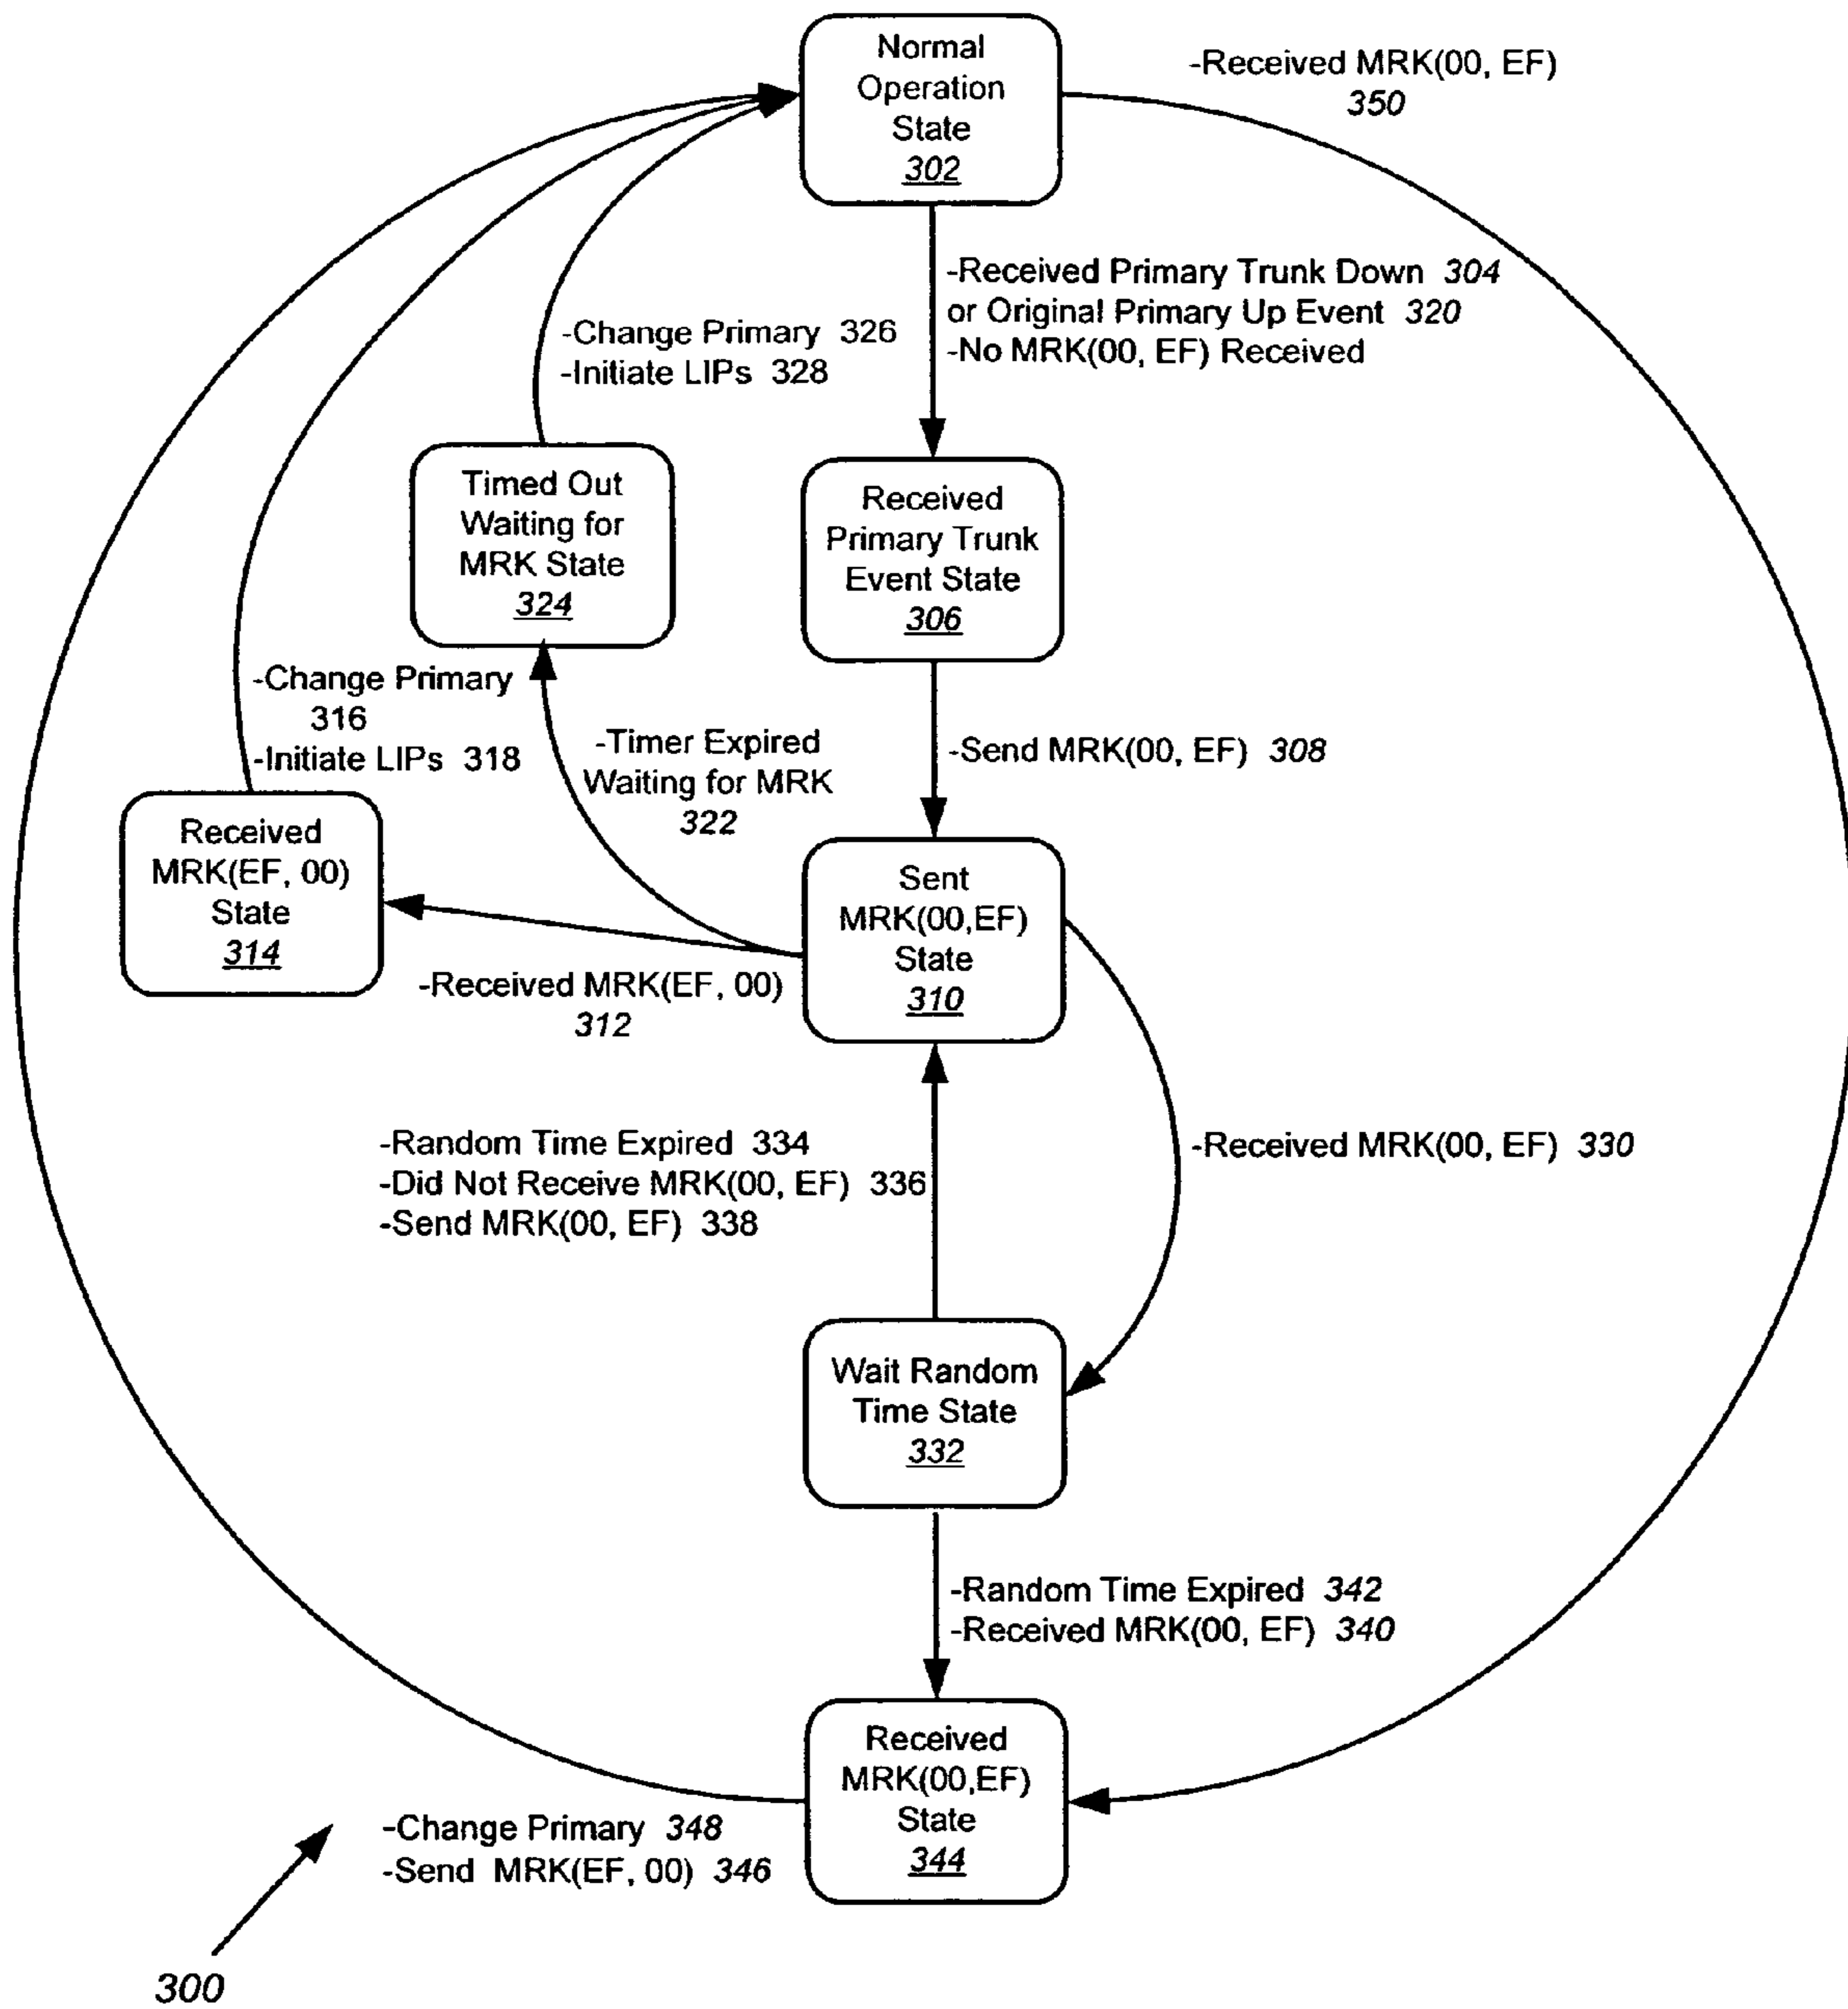 Normal
Operation
State
302
-Received MRK(00, EF)
350
-Received Primary Trunk Down 304
or Original Primary Up Event 320
-No MRK(00, EF) Received
-Change Primary 326
-Initiate LIPs 328
Timed Out
Waiting for
MRK State
324
Received
Primary Trunk
Event State
306
-Change Primary
316
-Initiate LIPs 318
-Timer Expired
Waiting for MRK
322
-Send MRK(00, EF) 308
Received
MRK(EF, 00)
State
314
Sent
MRK(00,EF)
State
310
-Received MRK(EF, 00)
312
-Random Time Expired 334
-Did Not Receive MRK(00, EF) 336
-Send MRK(00, EF) 338
-Received MRK(00, EF) 330
Wait Random
Time State
332
-Random Time Expired 342
-Received MRK(00, EF) 340
Received
MRK(00,EF)
State
344
-Change Primary 348
-Send MRK(EF, 00) 346
300